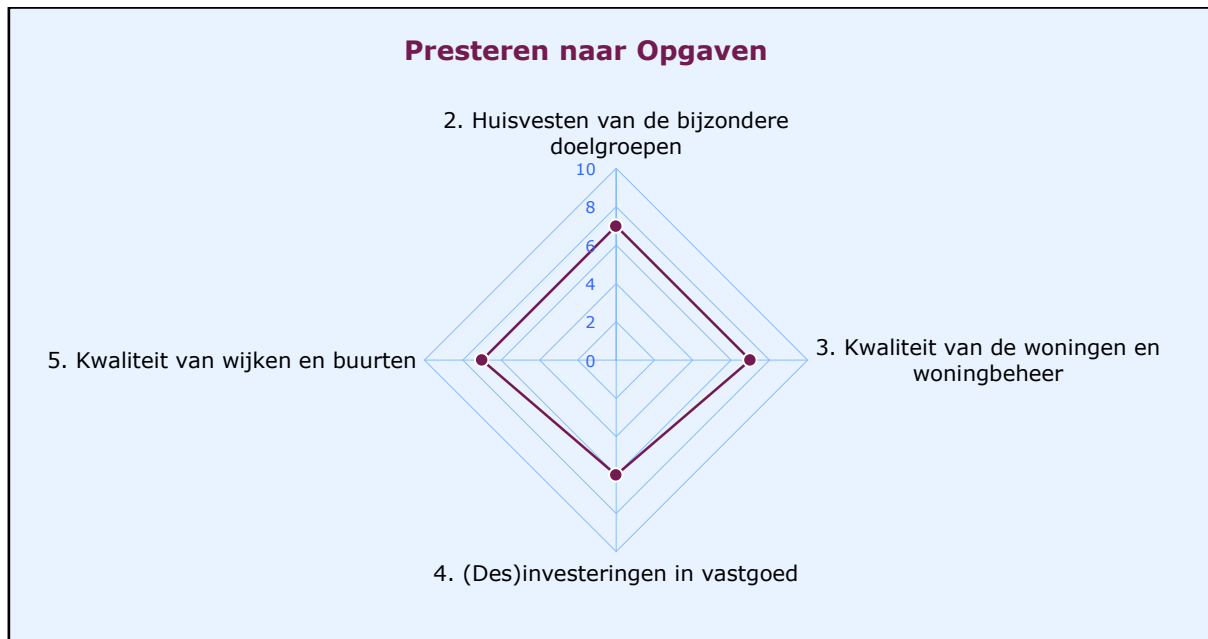 Presteren naar Opgaven
2. Huisvesten van de bijzondere
doelgroepen
10
8
6
4
2
0
5. Kwaliteit van wijken en buurten
3. Kwaliteit van de woningen en
woningbeheer
4. (Des)investeringen in vastgoed